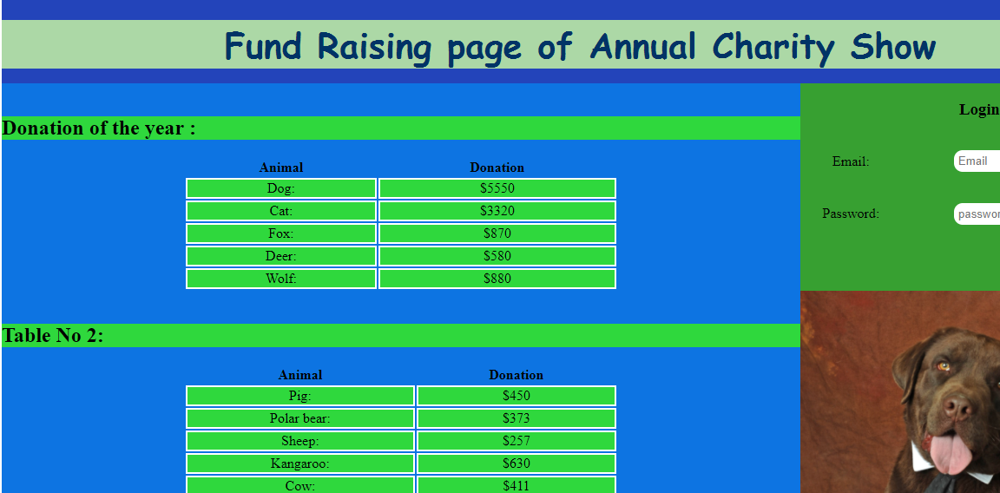 Fund Raising page of Annual Charity Show
Donation of the year :
Animal Donation
Dog: $5550
Cat: $3320
Fox: $870
Deer: $580
Wolf: $880
Table No 2:
Animal Donation
Pig: $450
Polar bear: $373
Sheep: $257
Kangaroo: $630
Cow: $411
Login
Email: Email
Password: passwor